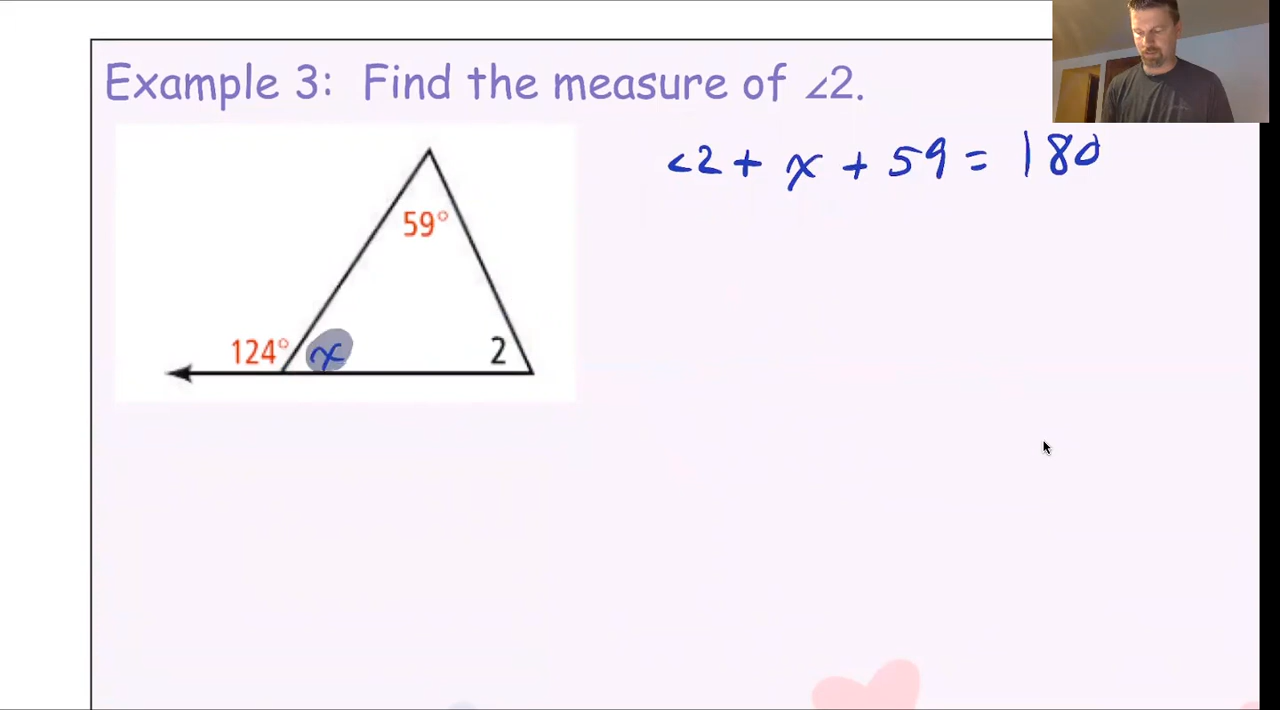 Example 3: Find the measure of ∠2.
∠2 + x + 59 = 180
59°
124°
x
2